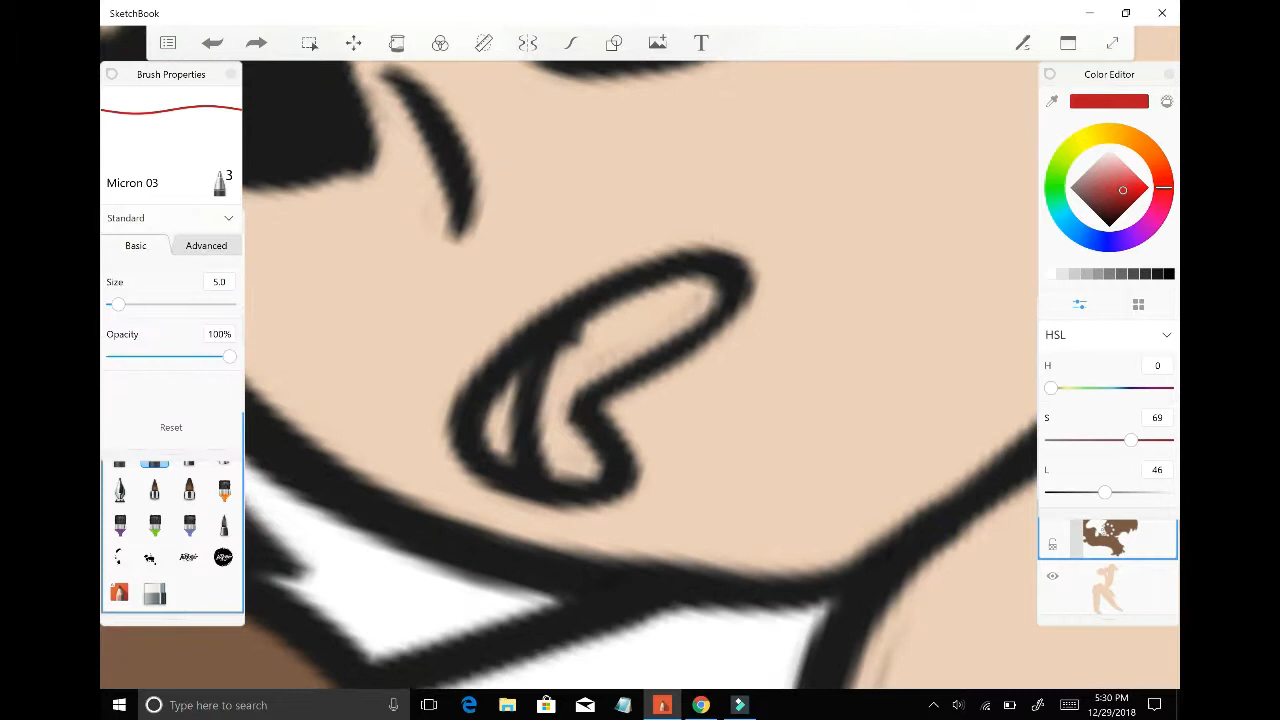 SketchBook
T
Brush Properties
Color Editor
3
Micron 03
Standard
Basic Advanced
Size 5.0
Opacity 100%
Reset
HSL
H 0
S 69
L 46
Type here to search
5:30 PM
12/29/2018